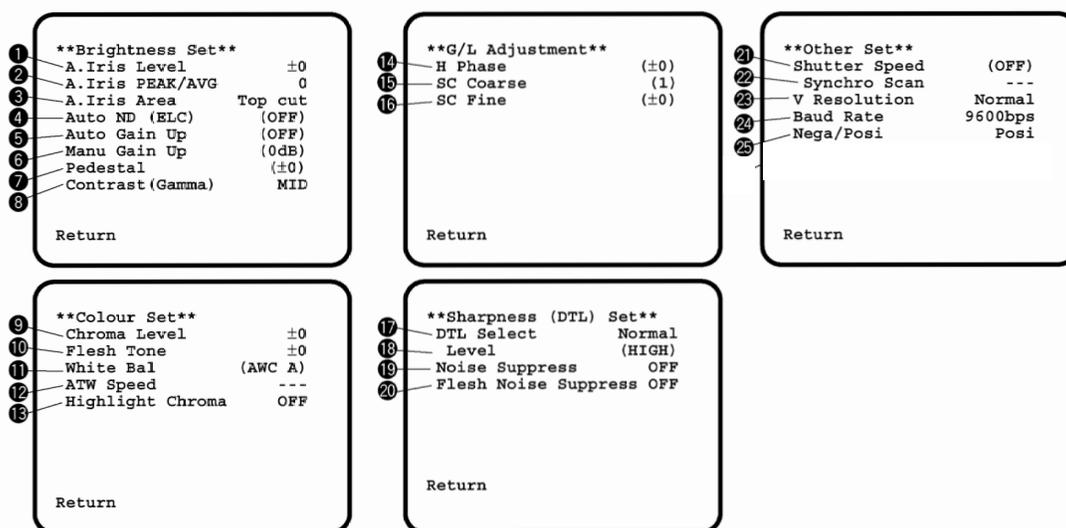 **Brightness Set**
1 A.Iris Level ±0
2 A.Iris PEAK/AVG 0
3 A.Iris Area Top cut
4 Auto ND (ELC) (OFF)
5 Auto Gain Up (OFF)
6 Manu Gain Up (0dB)
7 Pedestal (±0)
8 Contrast(Gamma) MID
Return
**G/L Adjustment**
14 H Phase (±0)
15 SC Coarse (1)
16 SC Fine (±0)
Return
**Other Set**
21 Shutter Speed (OFF)
22 Synchro Scan ---
23 V Resolution Normal
24 Baud Rate 9600bps
25 Nega/Posi Posi
Return
**Colour Set**
9 Chroma Level ±0
10 Flesh Tone ±0
11 White Bal (AWC A)
12 ATW Speed ---
13 Highlight Chroma OFF
Return
**Sharpness (DTL) Set**
17 DTL Select Normal
18 Level (HIGH)
19 Noise Suppress OFF
20 Flesh Noise Suppress OFF
Return